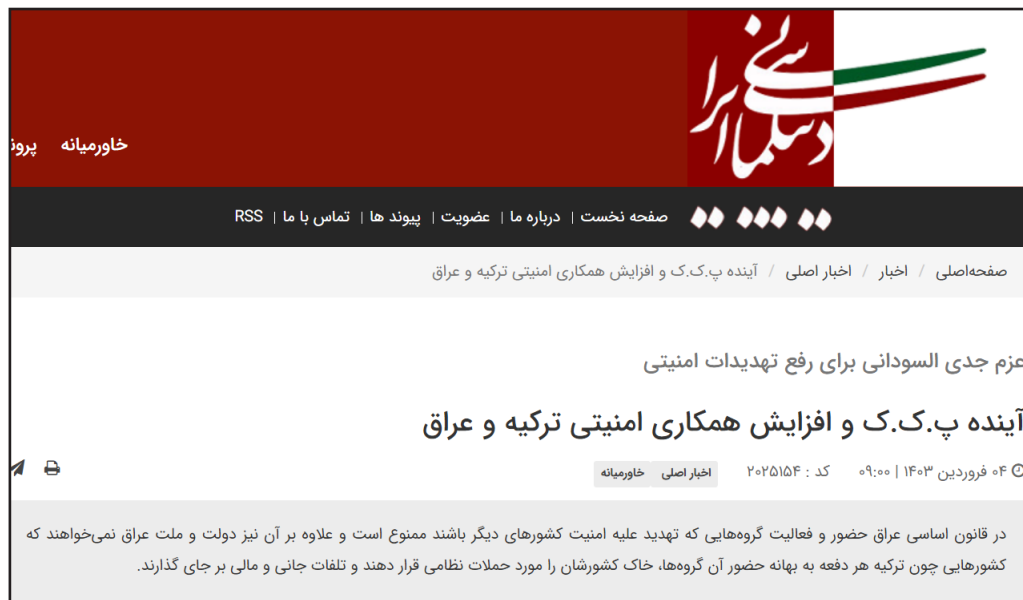 دیپلماسی ایرانی
خاورمیانه
صفحه نخست | درباره ما | عضویت | پیوند ها | تماس با ما | RSS
صفحه‌اصلی / اخبار / اخبار اصلی / آینده پ.ک.ک و افزایش همکاری امنیتی ترکیه و عراق
عزم جدی السودانی برای رفع تهدیدات امنیتی
آینده پ.ک.ک و افزایش همکاری امنیتی ترکیه و عراق
۰۴ فروردین ۱۴۰۳ | ۰۹:۰۰ کد : ۲۰۲۵۱۵۴ اخبار اصلی خاورمیانه
در قانون اساسی عراق حضور و فعالیت گروه‌هایی که تهدید علیه امنیت کشورهای دیگر باشند ممنوع است و علاوه بر آن نیز دولت و ملت عراق نمی‌خواهند که
کشورهایی چون ترکیه هر دفعه به بهانه حضور آن گروه‌ها، خاک کشورشان را مورد حملات نظامی قرار دهند و تلفات جانی و مالی بر جای گذارند.